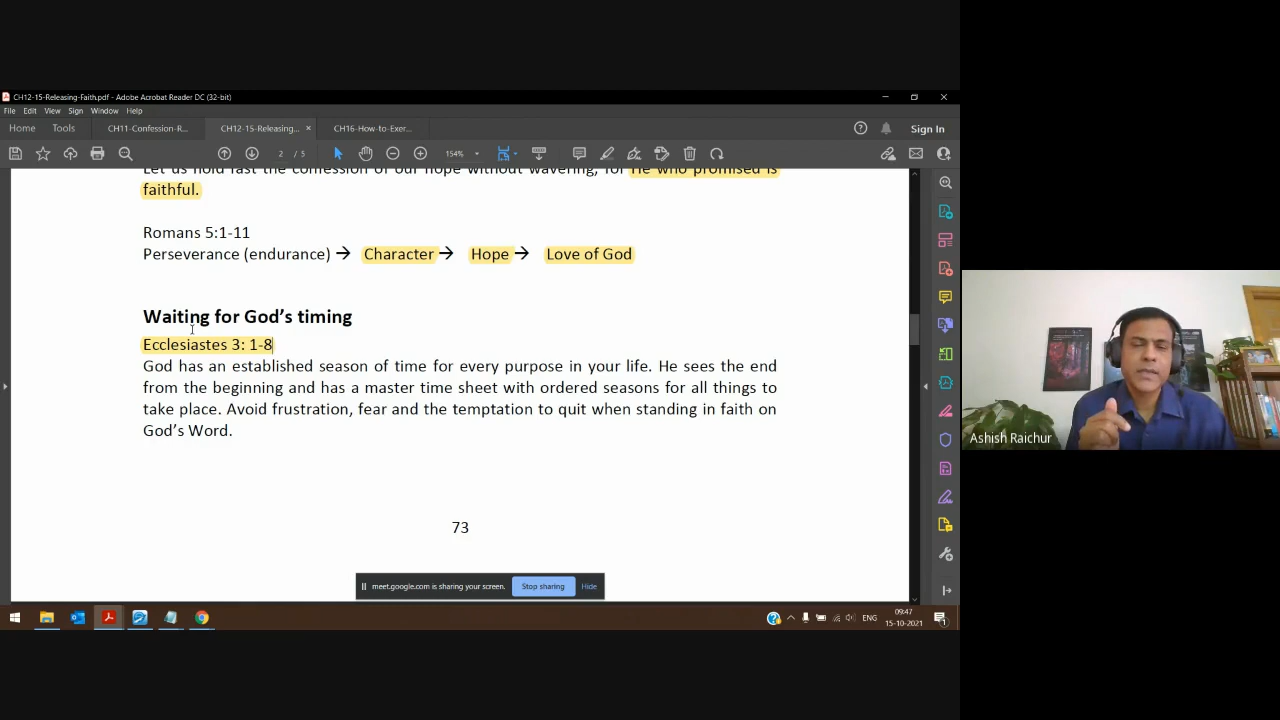 CH12-15-Releasing-Faith.pdf - Adobe Acrobat Reader DC (32-bit)
File Edit View Sign Window Help
Home Tools CH11-Confession-R... CH12-15-Releasing... × CH16-How-to-Exer... Sign In
2 / 5 154%
Let us hold fast the confession of our hope without wavering, for He who promised is
faithful.
Romans 5:1-11
Perseverance (endurance) → Character → Hope → Love of God
Waiting for God’s timing
Ecclesiastes 3: 1-8
God has an established season of time for every purpose in your life. He sees the end
from the beginning and has a master time sheet with ordered seasons for all things to
take place. Avoid frustration, fear and the temptation to quit when standing in faith on
God’s Word.
73
meet.google.com is sharing your screen. Stop sharing Hide
Ashish Raichur
ENG 09:47
15-10-2021